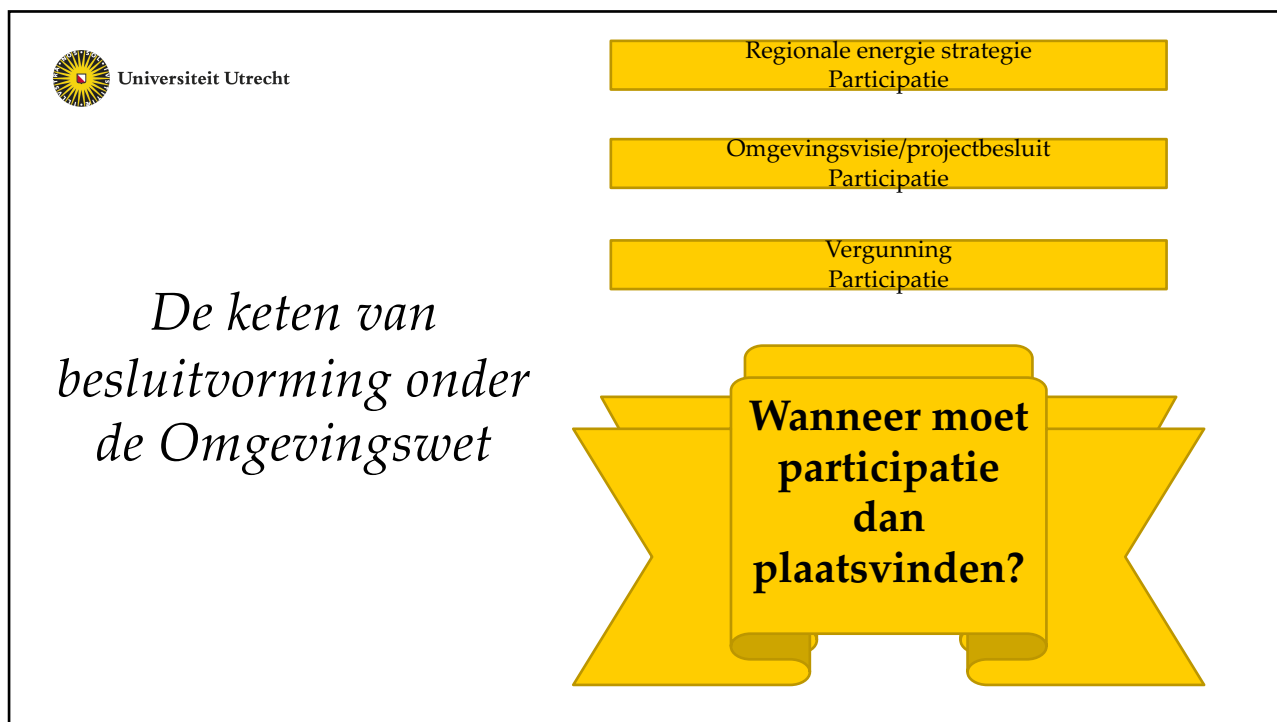 Universiteit Utrecht
De keten van
besluitvorming onder
de Omgevingswet
Regionale energie strategie
Participatie
Omgevingsvisie/projectbesluit
Participatie
Vergunning
Participatie
Wanneer moet
participatie
dan
plaatsvinden?